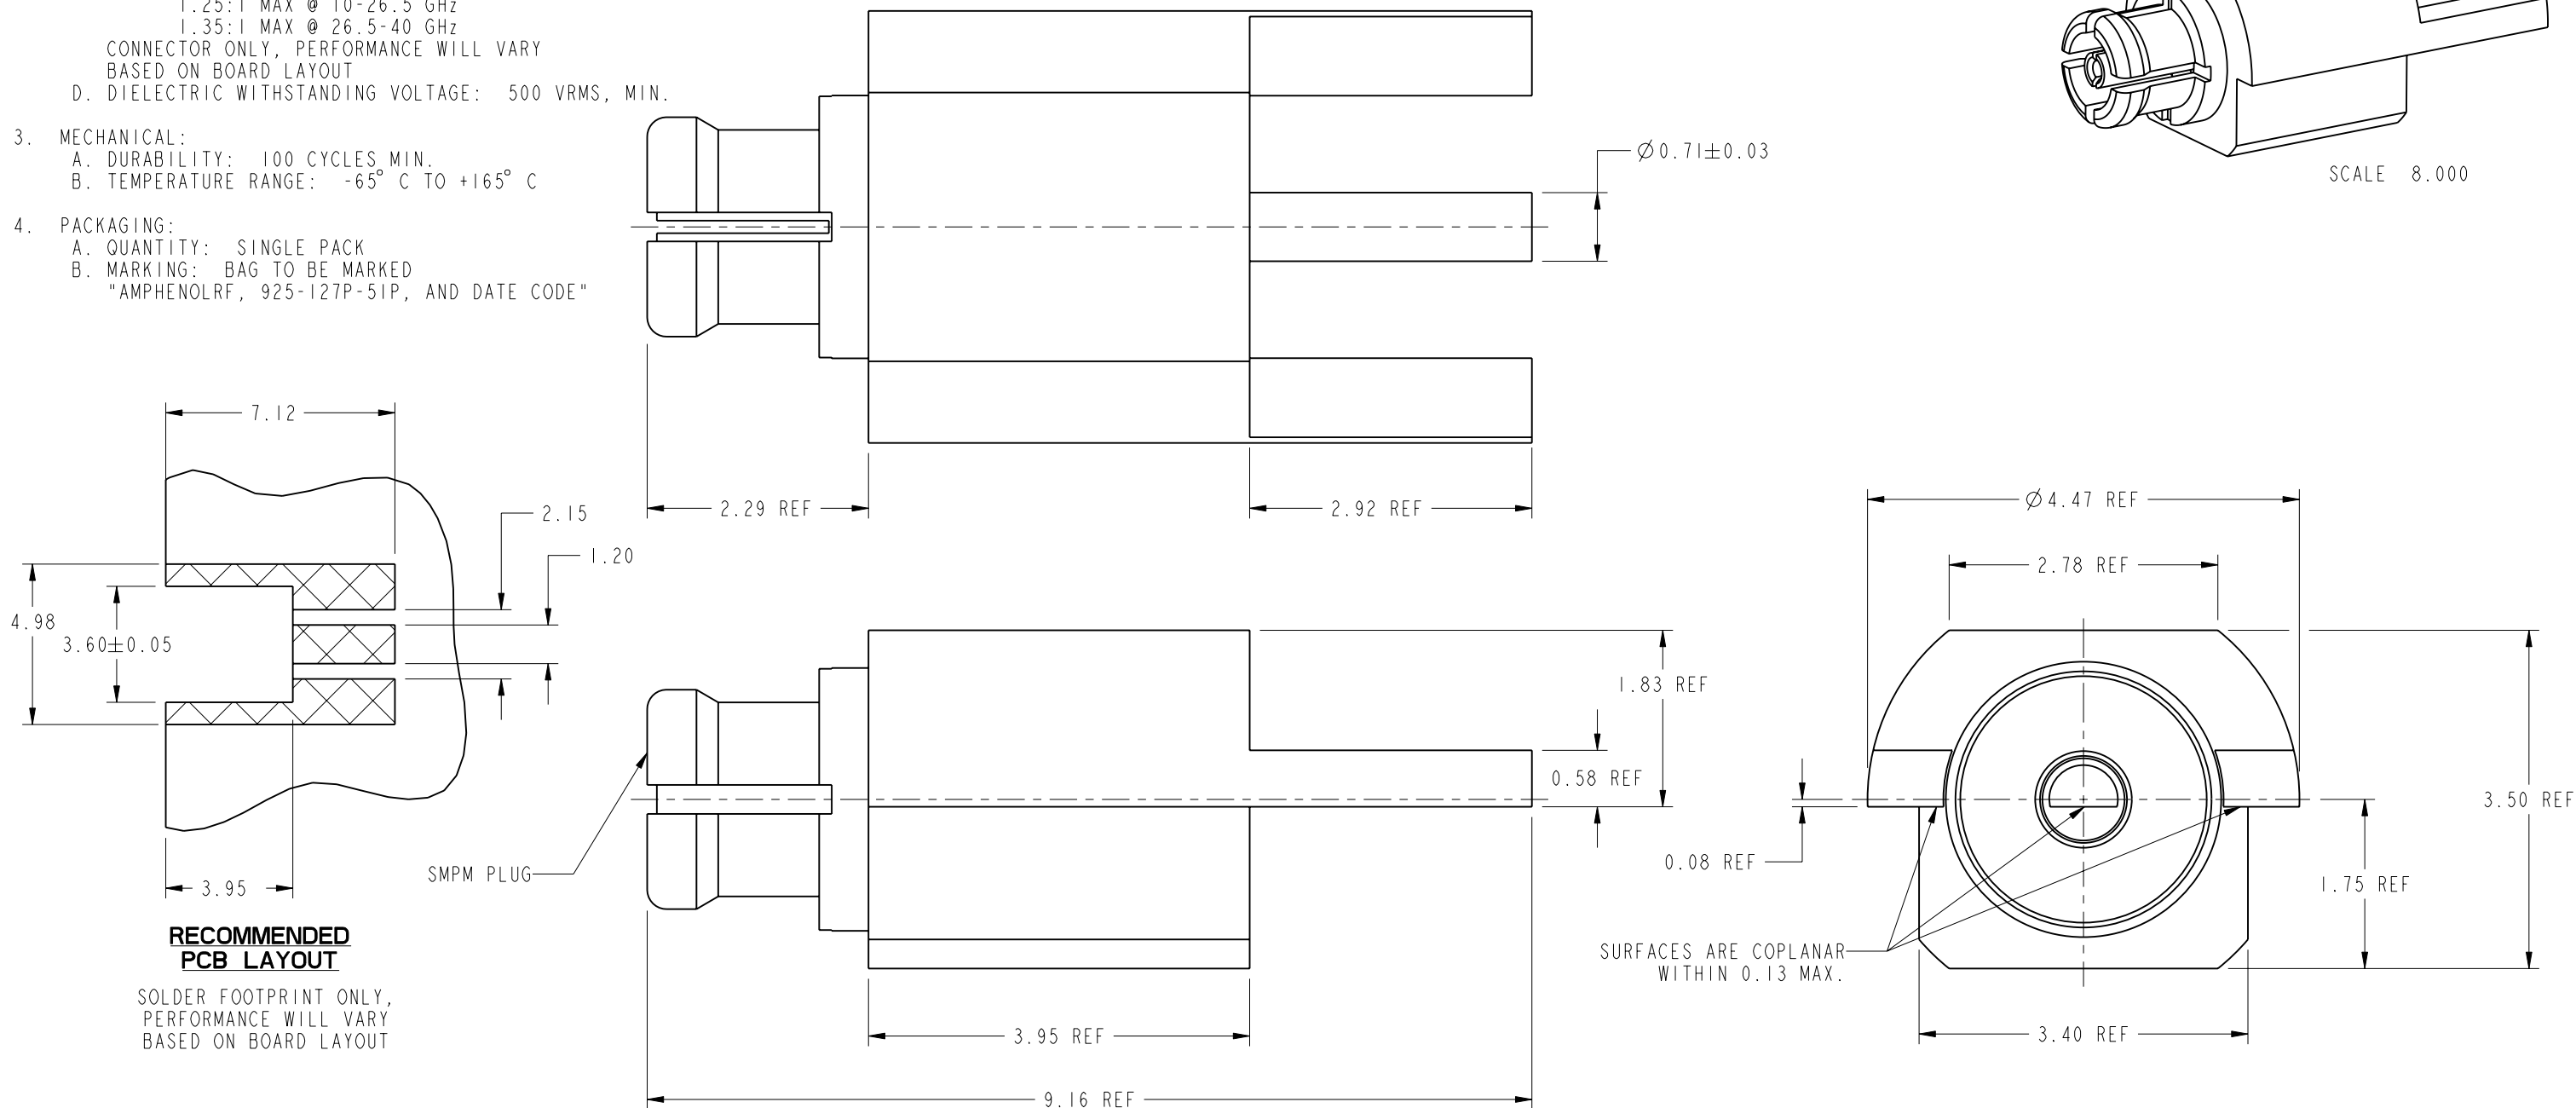 1.25:1 MAX @ 10-26.5 GHz
1.35:1 MAX @ 26.5-40 GHz
CONNECTOR ONLY, PERFORMANCE WILL VARY
BASED ON BOARD LAYOUT
D. DIELECTRIC WITHSTANDING VOLTAGE: 500 VRMS, MIN.
3. MECHANICAL:
A. DURABILITY: 100 CYCLES MIN.
B. TEMPERATURE RANGE: -65° C TO +165° C
4. PACKAGING:
A. QUANTITY: SINGLE PACK
B. MARKING: BAG TO BE MARKED
"AMPHENOLRF, 925-127P-51P, AND DATE CODE"
Ø0.71±0.03
SCALE 8.000
7.12
2.15
1.20
4.98
3.60±0.05
3.95
RECOMMENDED
PCB LAYOUT
SOLDER FOOTPRINT ONLY,
PERFORMANCE WILL VARY
BASED ON BOARD LAYOUT
2.29 REF
2.92 REF
SMPM PLUG
1.83 REF
0.58 REF
3.95 REF
9.16 REF
Ø4.47 REF
2.78 REF
3.50 REF
0.08 REF
1.75 REF
SURFACES ARE COPLANAR
WITHIN 0.13 MAX.
3.40 REF